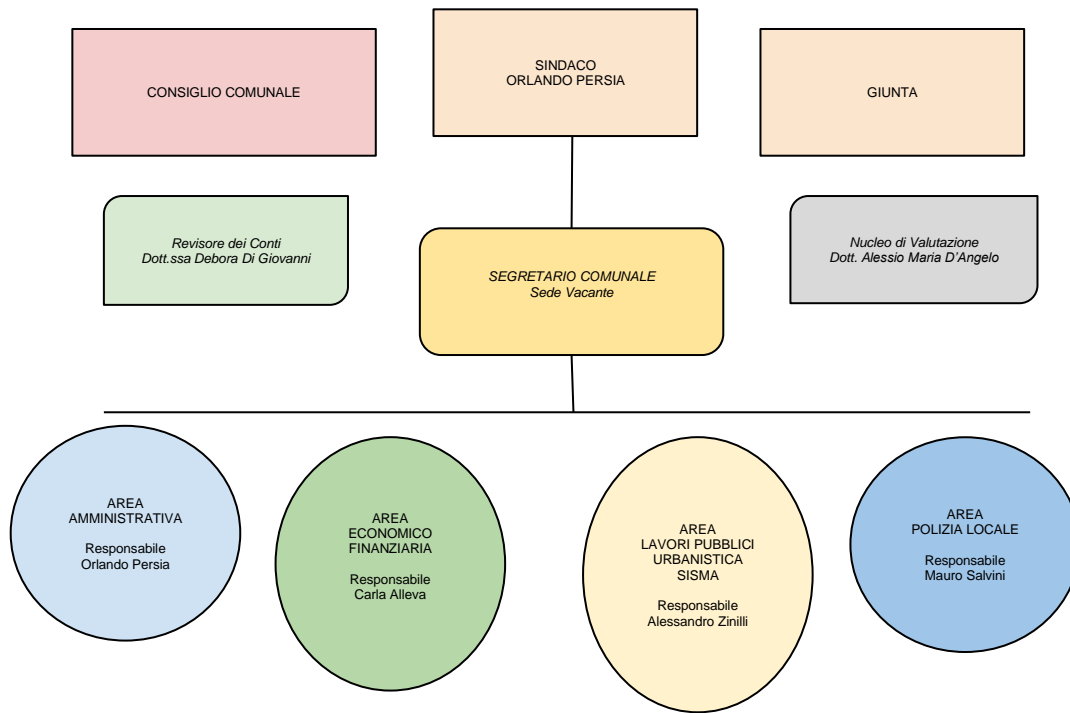 CONSIGLIO COMUNALE
SINDACO
ORLANDO PERSIA
GIUNTA
Revisore dei Conti
Dott.ssa Debora Di Giovanni
SEGRETARIO COMUNALE
Sede Vacante
Nucleo di Valutazione
Dott. Alessio Maria D'Angelo
AREA
AMMINISTRATIVA
Responsabile
Orlando Persia
AREA
ECONOMICO
FINANZIARIA
Responsabile
Carla Alleva
AREA
LAVORI PUBBLICI
URBANISTICA
SISMA
Responsabile
Alessandro Zinilli
AREA
POLIZIA LOCALE
Responsabile
Mauro Salvini